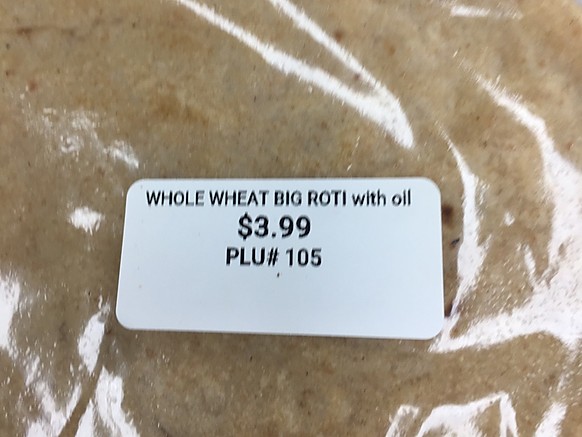 WHOLE WHEAT BIG ROTI with oil
$3.99
PLU# 105